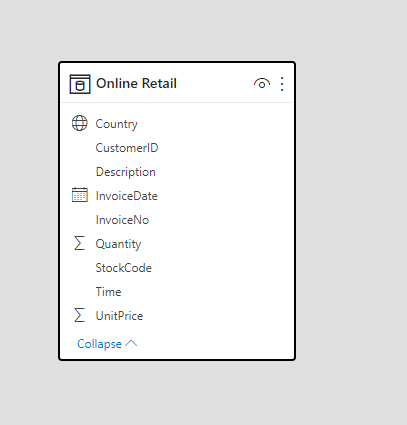 Online Retail
Country
CustomerID
Description
InvoiceDate
InvoiceNo
Quantity
StockCode
Time
UnitPrice
Collapse